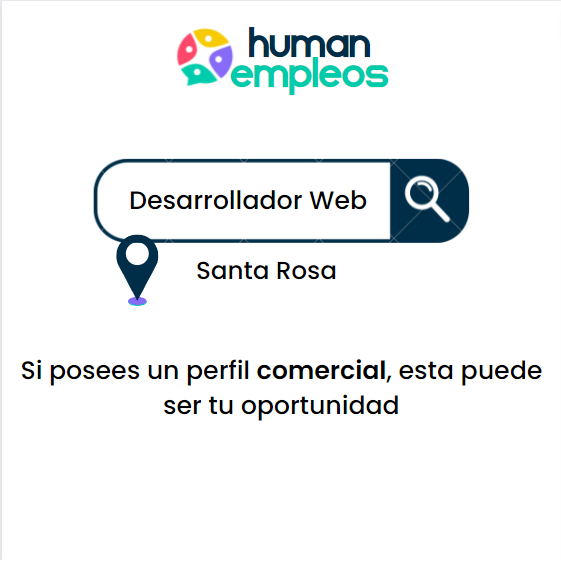 human
empleos
Desarrollador Web
Santa Rosa
Si posees un perfil comercial, esta puede
ser tu oportunidad